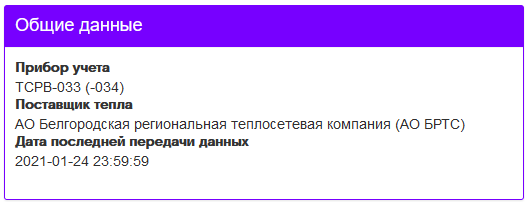 Общие данные
Прибор учета
ТСРВ-033 (-034)
Поставщик тепла
АО Белгородская региональная теплосетевая компания (АО БРТС)
Дата последней передачи данных
2021-01-24 23:59:59